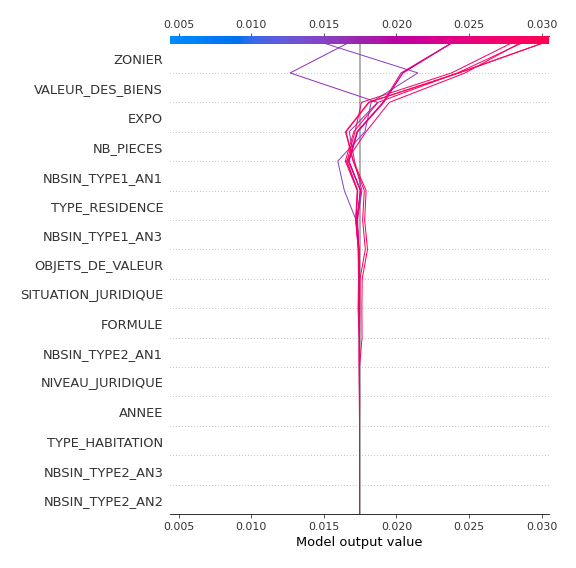 0.005 0.010 0.015 0.020 0.025 0.030
ZONIER
VALEUR_DES_BIENS
EXPO
NB_PIECES
NBSIN_TYPE1_AN1
TYPE_RESIDENCE
NBSIN_TYPE1_AN3
OBJETS_DE_VALEUR
SITUATION_JURIDIQUE
FORMULE
NBSIN_TYPE2_AN1
NIVEAU_JURIDIQUE
ANNEE
TYPE_HABITATION
NBSIN_TYPE2_AN3
NBSIN_TYPE2_AN2
0.005 0.010 0.015 0.020 0.025 0.030
Model output value